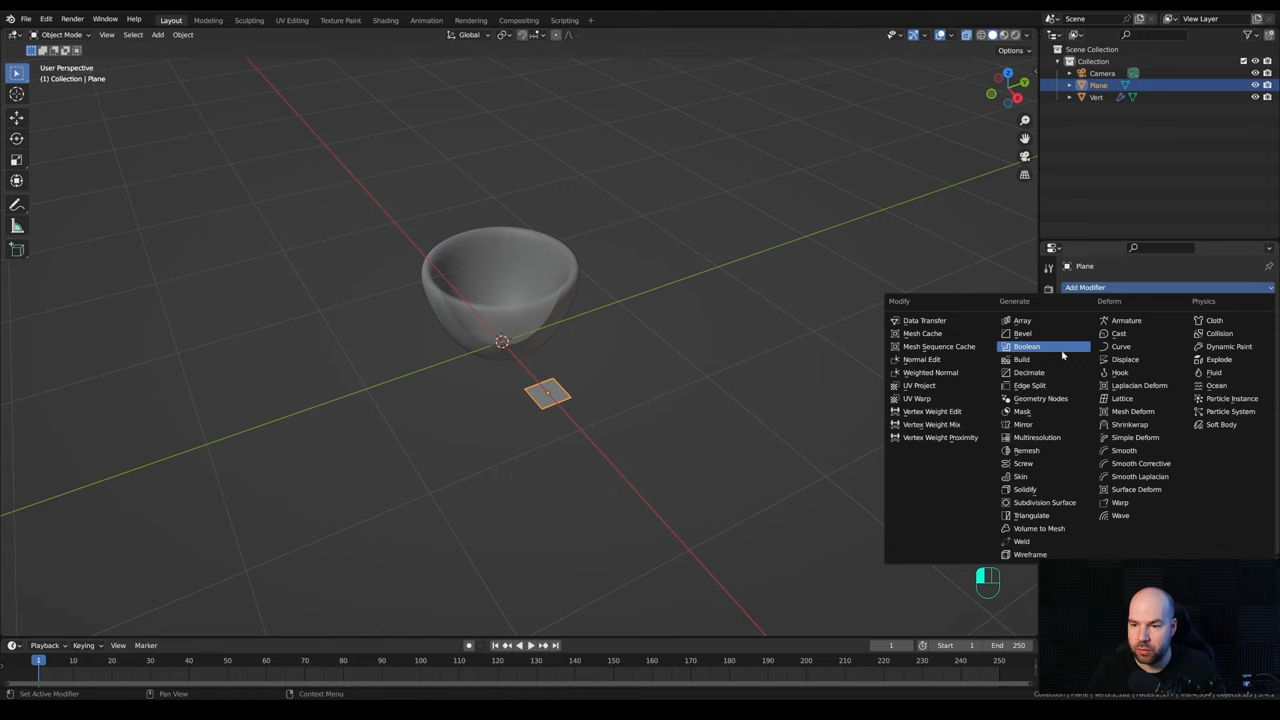 File Edit Render Window Help Layout Modeling Sculpting UV Editing Texture Paint Shading Animation Rendering Compositing Scripting + Scene View Layer
Object Mode View Select Add Object Global
Options
User Perspective
(1) Collection | Plane
Z
Y
X
Scene Collection
Collection
Camera
Plane
Vert
Plane
Add Modifier
Modify
Data Transfer
Mesh Cache
Mesh Sequence Cache
Normal Edit
Weighted Normal
UV Project
UV Warp
Vertex Weight Edit
Vertex Weight Mix
Vertex Weight Proximity
Generate
Array
Bevel
Boolean
Build
Decimate
Edge Split
Geometry Nodes
Mask
Mirror
Multiresolution
Remesh
Screw
Skin
Solidify
Subdivision Surface
Triangulate
Volume to Mesh
Weld
Wireframe
Deform
Armature
Cast
Curve
Displace
Hook
Laplacian Deform
Lattice
Mesh Deform
Shrinkwrap
Simple Deform
Smooth
Smooth Corrective
Smooth Laplacian
Surface Deform
Warp
Wave
Physics
Cloth
Collision
Dynamic Paint
Explode
Fluid
Ocean
Particle Instance
Particle System
Soft Body
Playback Keying View Marker 1 Start 1 End 250
1 10 20 30 40 50 60 70 80 90 100 110 120 130 140 150 160 170 180 190 200 210 220 230 240 250
Set Active Modifier Pan View Context Menu